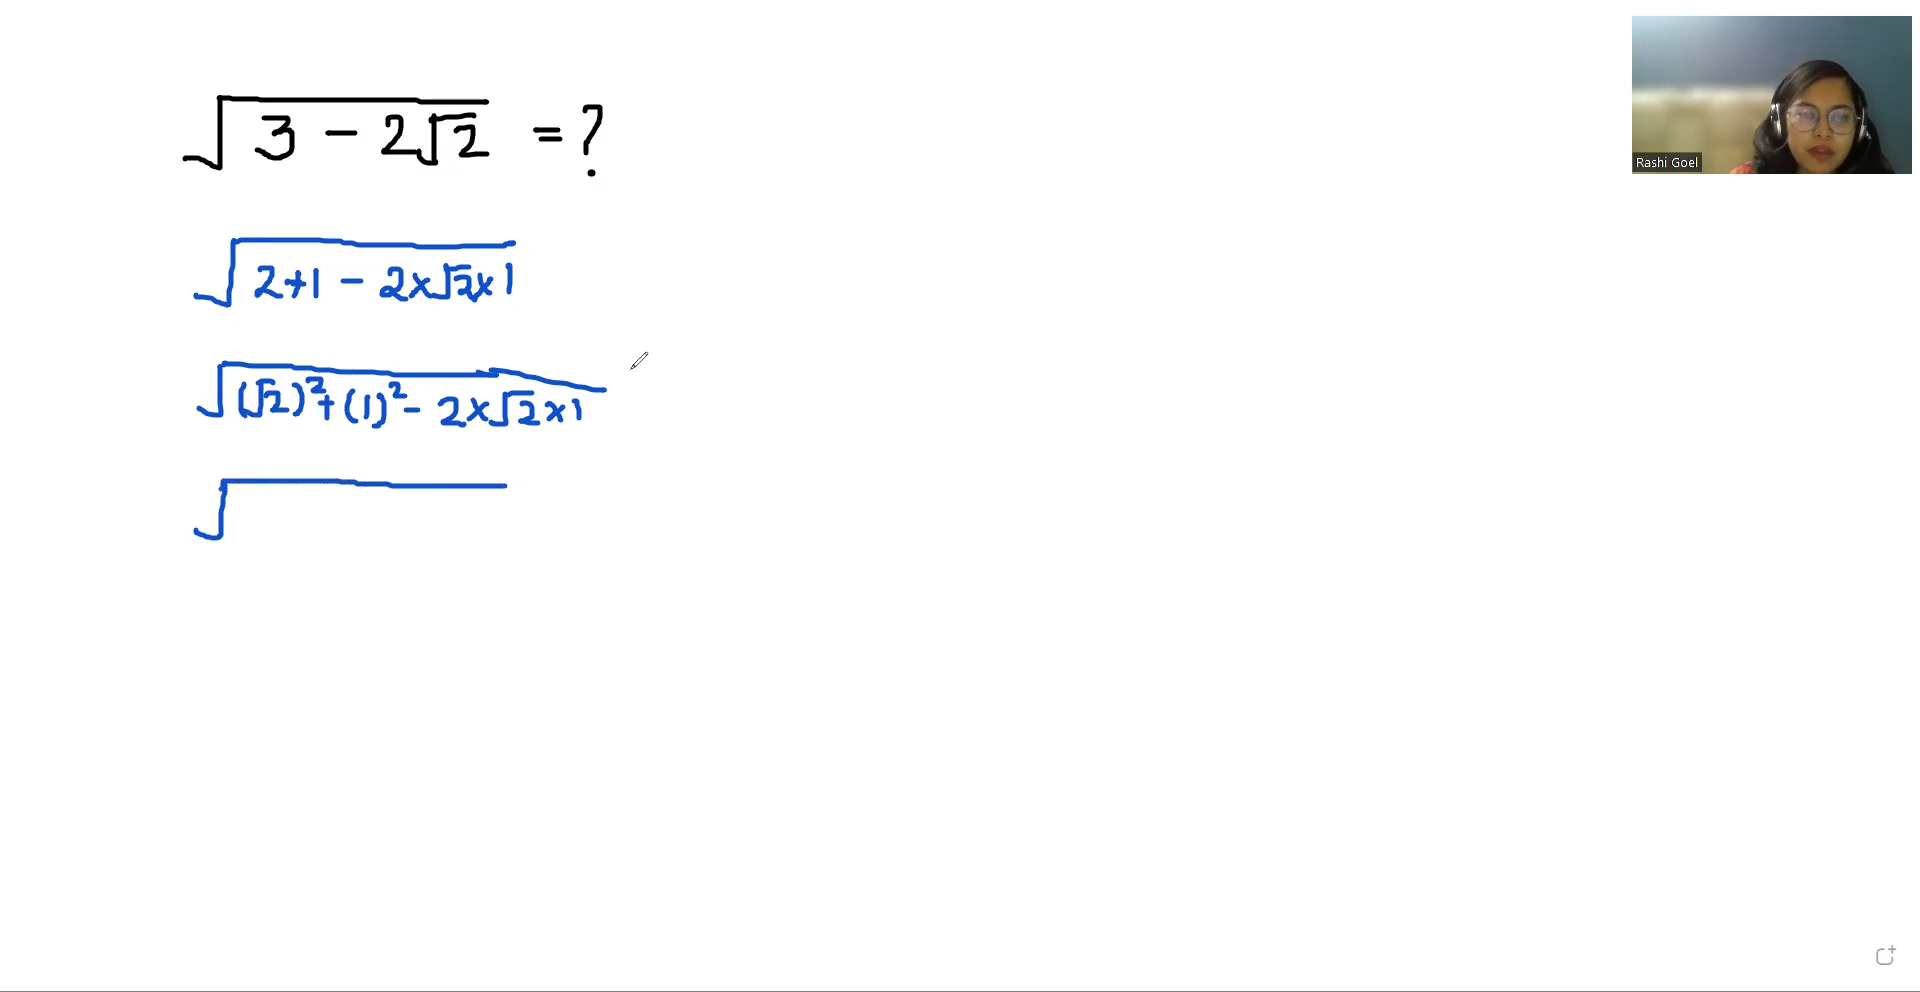 √(3 - 2√2) = ?
√(2+1 - 2×√2×1)
√((√2)²+(1)² - 2×√2×1)
√
Rashi Goel